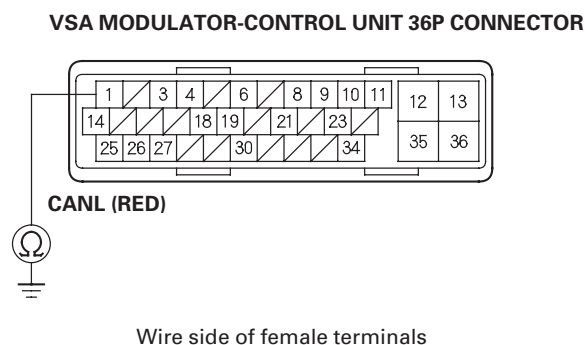 VSA MODULATOR-CONTROL UNIT 36P CONNECTOR
1 3 4 6 8 9 10 11 12 13
14 18 19 21 23
25 26 27 30 34 35 36
CANL (RED)
Ω
Wire side of female terminals